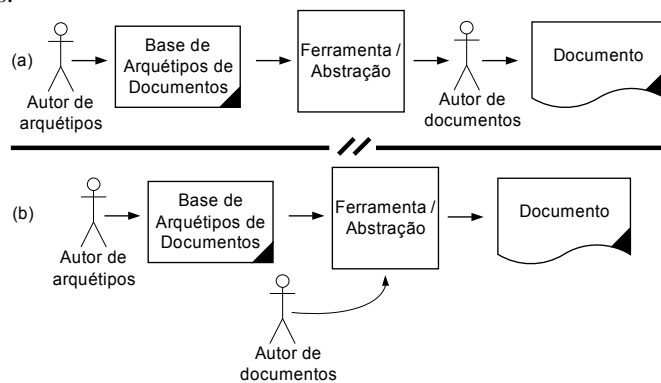 (a)
Autor de
arquétipos
Base de
Arquétipos de
Documentos
Ferramenta /
Abstração
Autor de
documentos
Documento
(b)
Autor de
arquétipos
Base de
Arquétipos de
Documentos
Ferramenta /
Abstração
Documento
Autor de
documentos